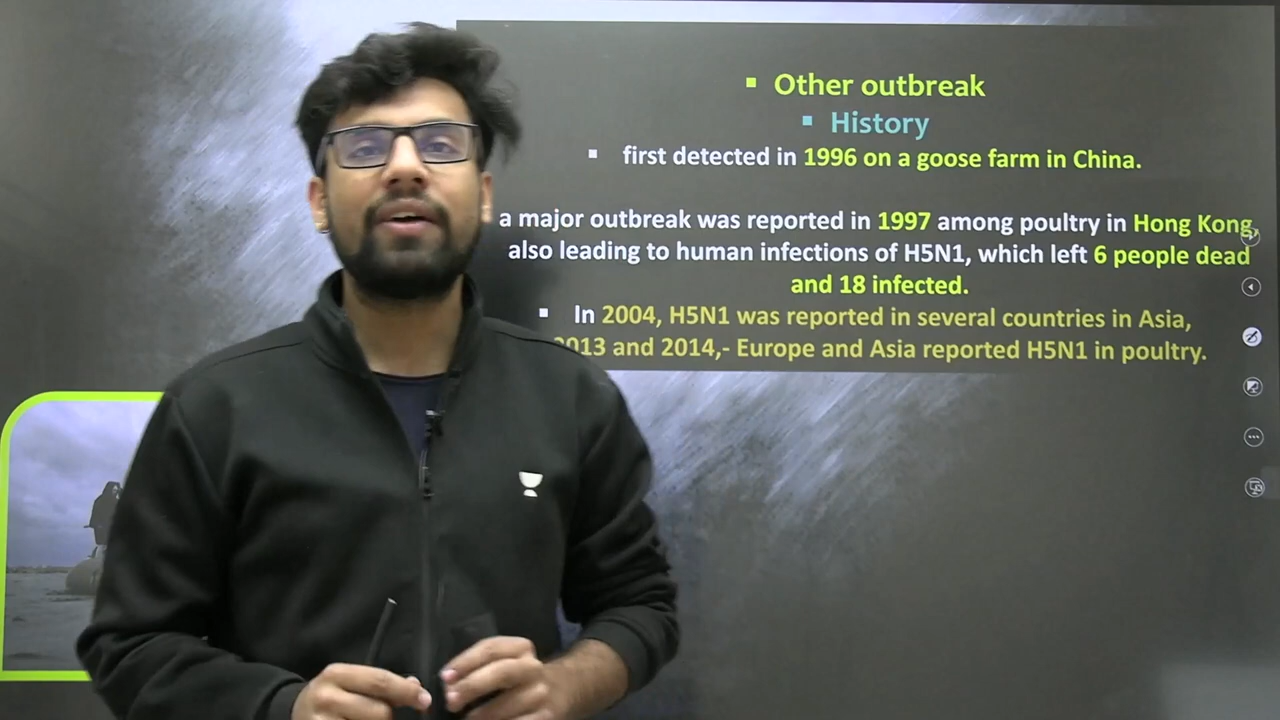 ▪ Other outbreak
▪ History
▪ first detected in 1996 on a goose farm in China.
a major outbreak was reported in 1997 among poultry in Hong Kong,
also leading to human infections of H5N1, which left 6 people dead
and 18 infected.
▪ In 2004, H5N1 was reported in several countries in Asia,
2013 and 2014,- Europe and Asia reported H5N1 in poultry.